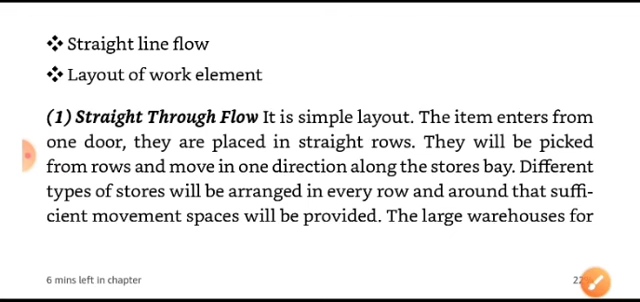 ❖ Straight line flow
❖ Layout of work element
(1) Straight Through Flow It is simple layout. The item enters from
one door, they are placed in straight rows. They will be picked
from rows and move in one direction along the stores bay. Different
types of stores will be arranged in every row and around that suffi-
cient movement spaces will be provided. The large warehouses for
6 mins left in chapter